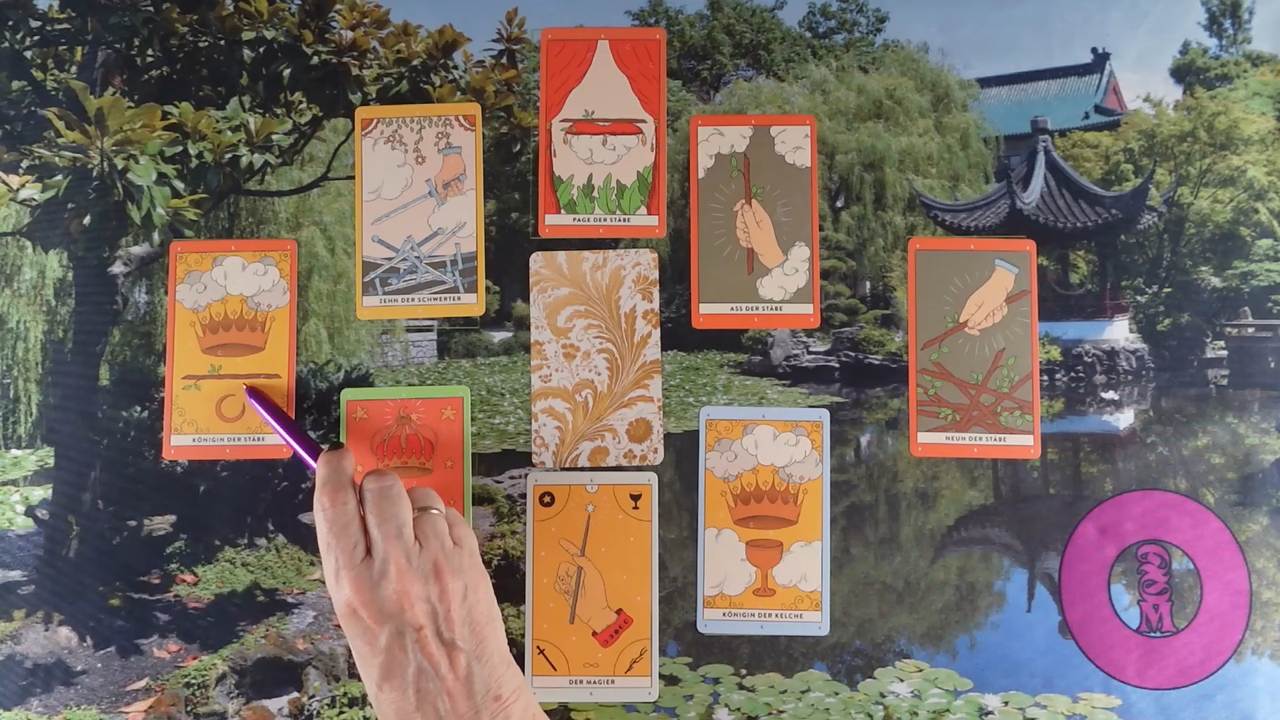 PAGE DER STÄBE
ZEHN DER SCHWERTER
ASS DER STÄBE
KÖNIGIN DER STÄBE
NEUN DER STÄBE
KÖNIGIN DER KELCHE
I
DER MAGIER